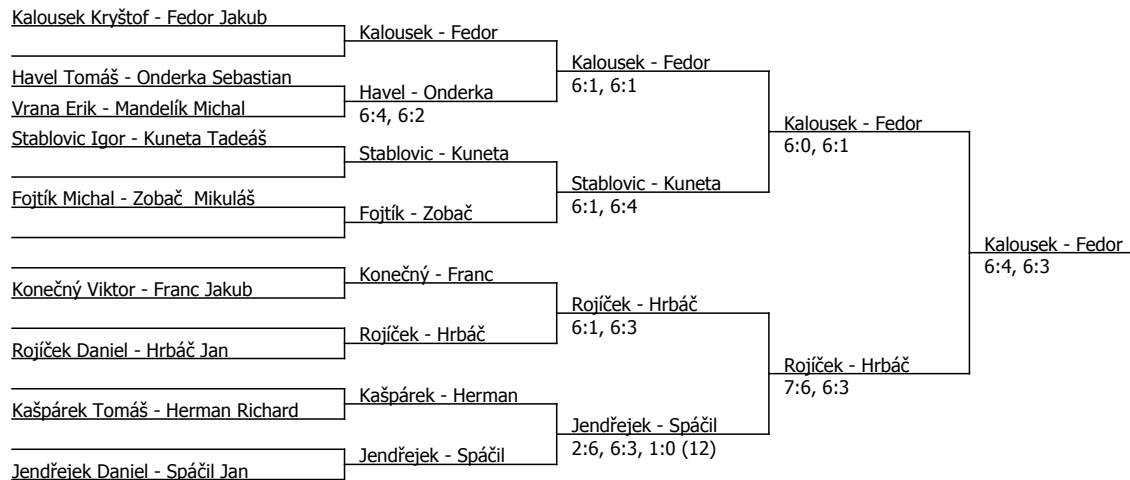 Kalousek Kryštof - Fedor Jakub
Havel Tomáš - Onderka Sebastian
Vrana Erik - Mandelík Michal
Stablovic Igor - Kuneta Tadeáš
Fojtík Michal - Zobač  Mikuláš
Konečný Viktor - Franc Jakub
Rojíček Daniel - Hrbáč Jan
Kašpárek Tomáš - Herman Richard
Jendřejek Daniel - Spáčil Jan
Kalousek - Fedor
Havel - Onderka
6:4, 6:2
Stablovic - Kuneta
Fojtík - Zobač
Konečný - Franc
Rojíček - Hrbáč
Kašpárek - Herman
Jendřejek - Spáčil
Kalousek - Fedor
6:1, 6:1
Stablovic - Kuneta
6:1, 6:4
Rojíček - Hrbáč
6:1, 6:3
Jendřejek - Spáčil
2:6, 6:3, 1:0 (12)
Kalousek - Fedor
6:0, 6:1
Rojíček - Hrbáč
7:6, 6:3
Kalousek - Fedor
6:4, 6:3